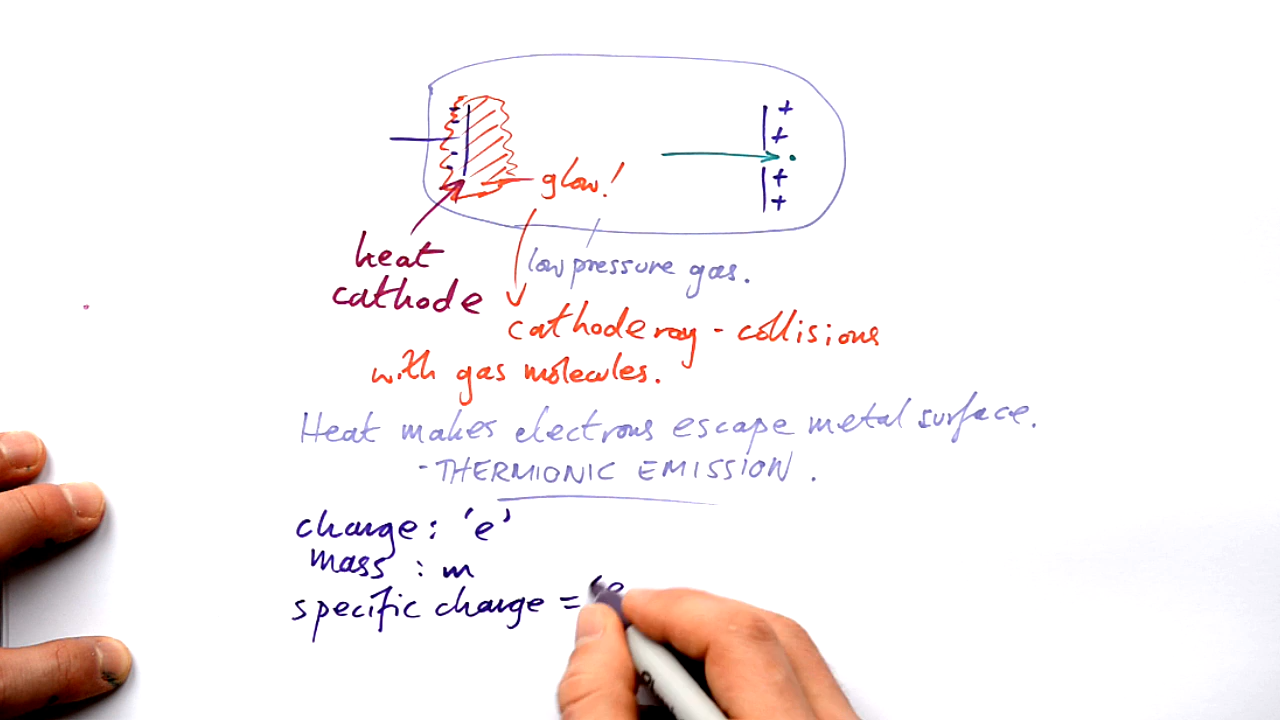 glow!
heat
cathode
low pressure gas.
cathode ray - collisions
with gas molecules.
Heat makes electrons escape metal surface.
- THERMIONIC EMISSION.
charge: 'e'
mass : m
specific charge =